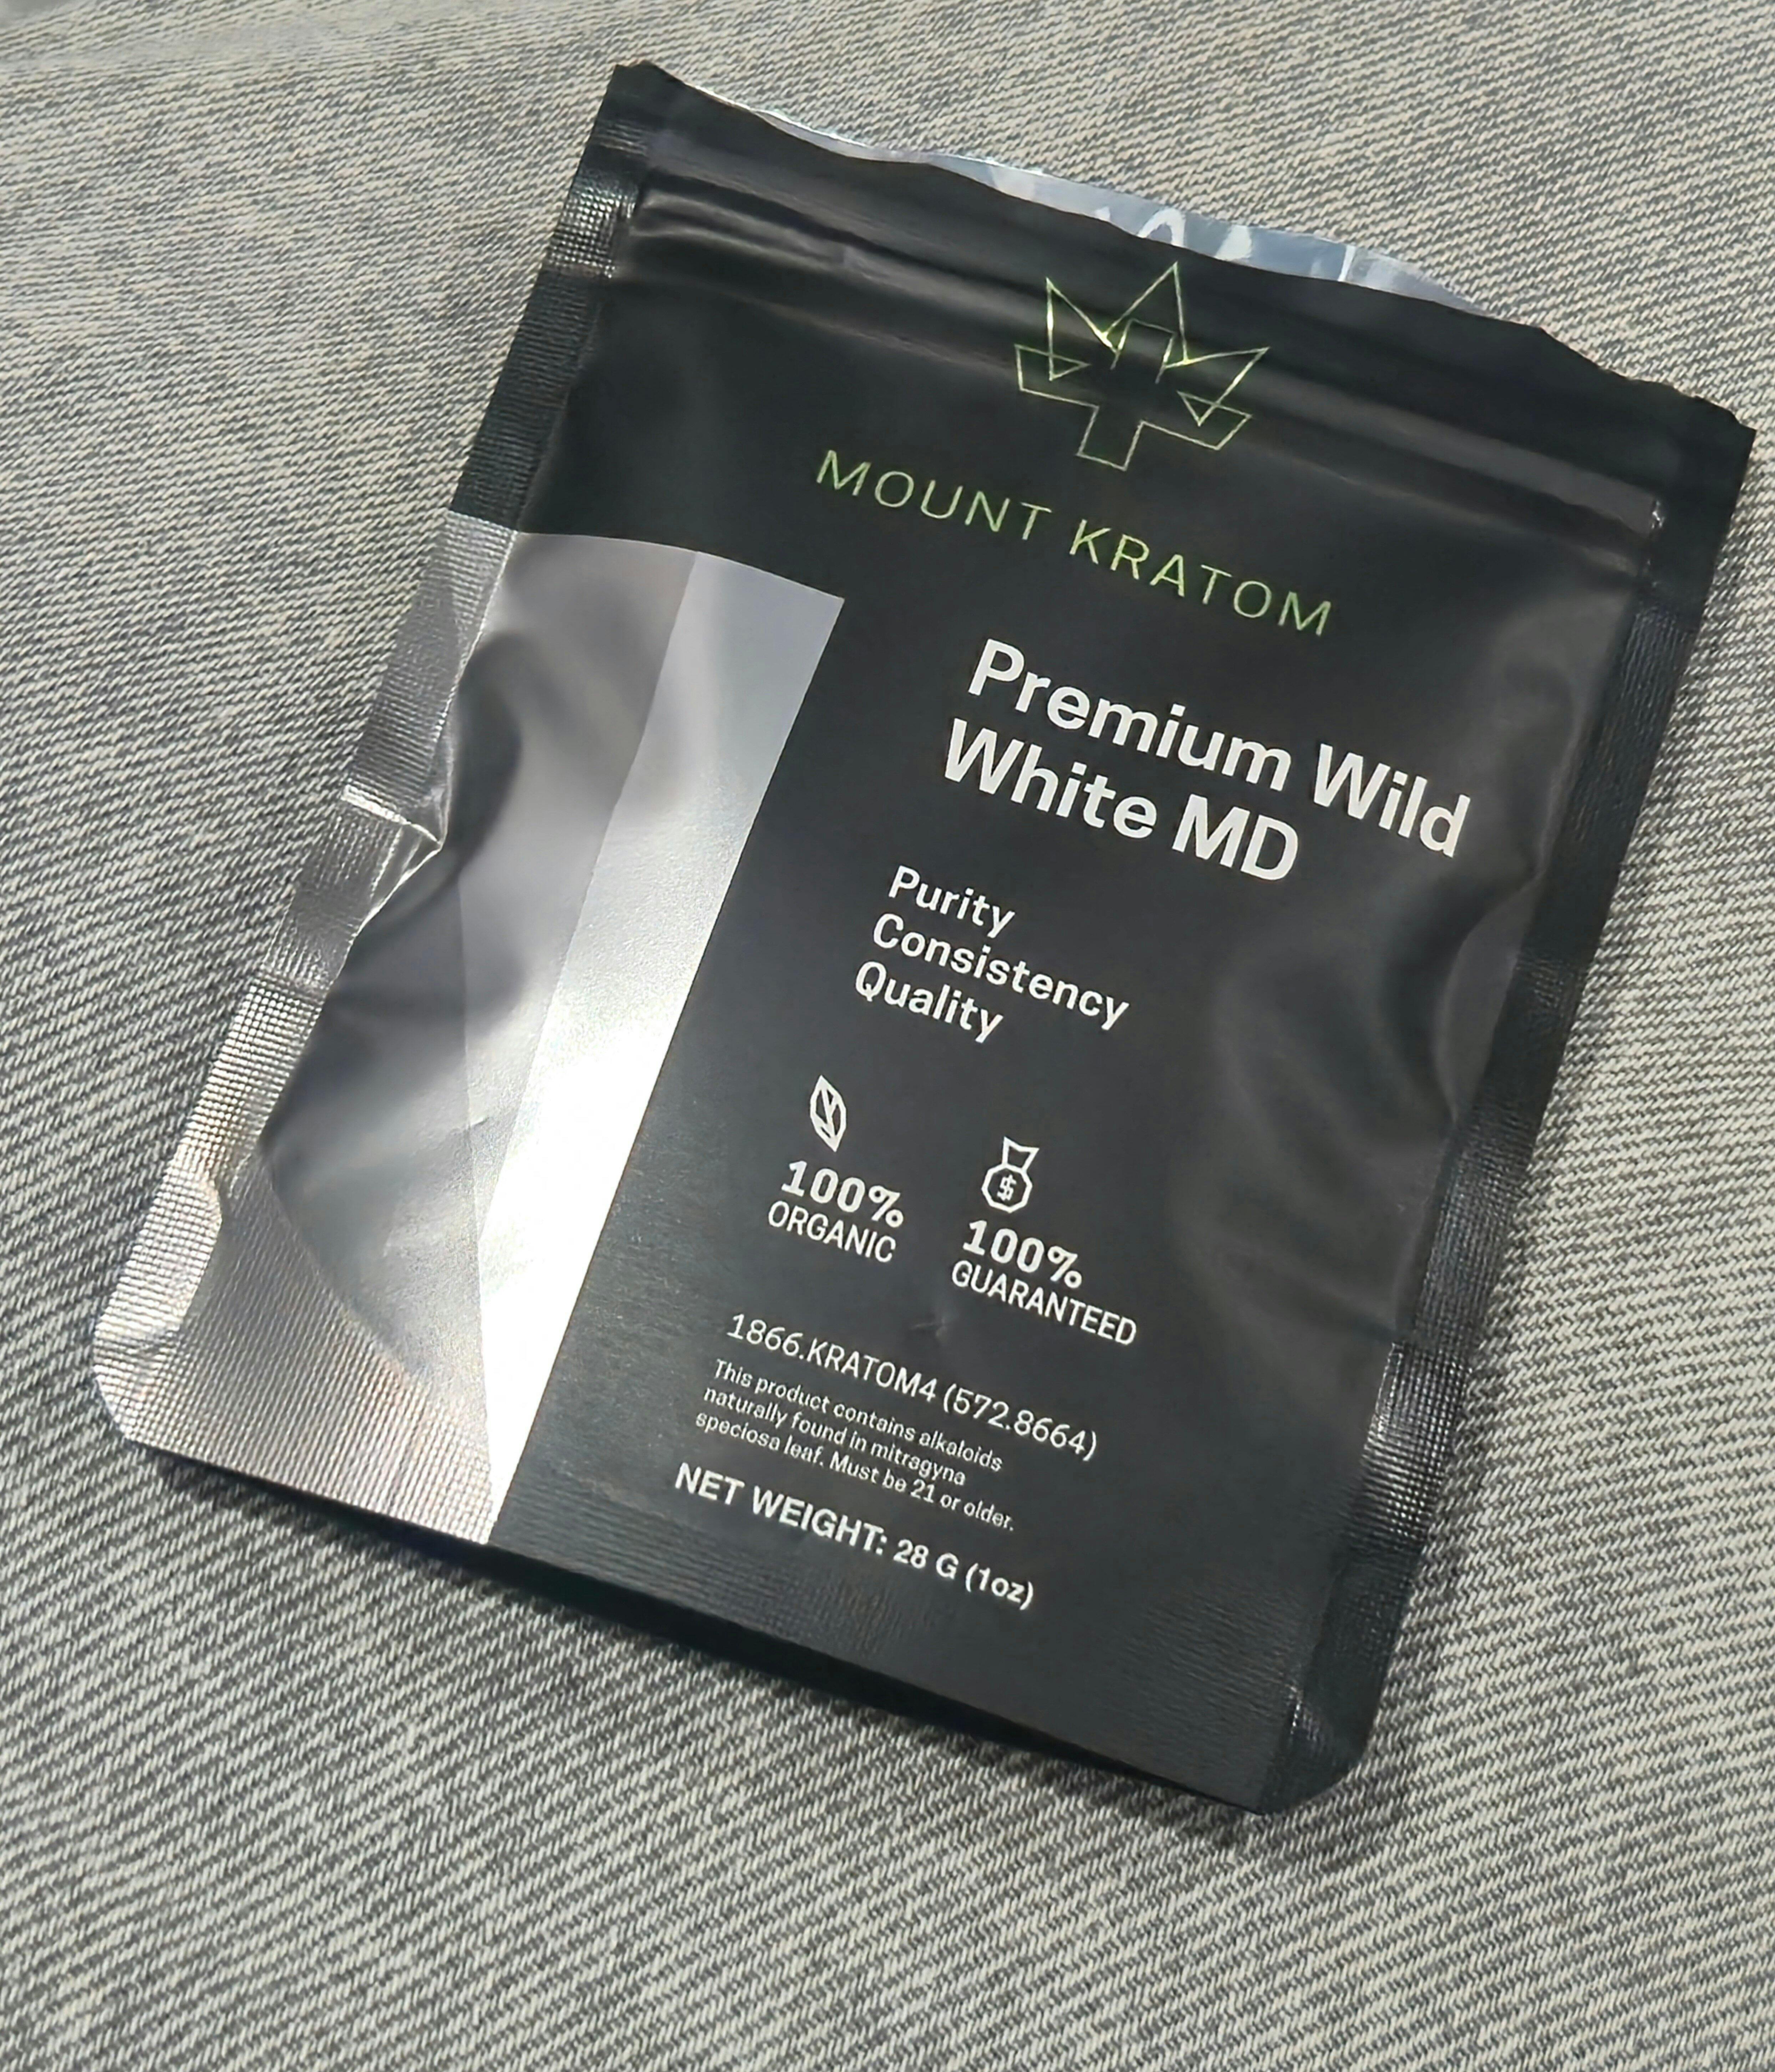 MOUNT KRATOM
Premium Wild
White MD
Purity
Consistency
Quality
100%
ORGANIC
$
100%
GUARANTEED
1866.KRATOM4 (572.8664)
This product contains alkaloids
naturally found in mitragyna
speciosa leaf. Must be 21 or older.
NET WEIGHT: 28 G (1oz)